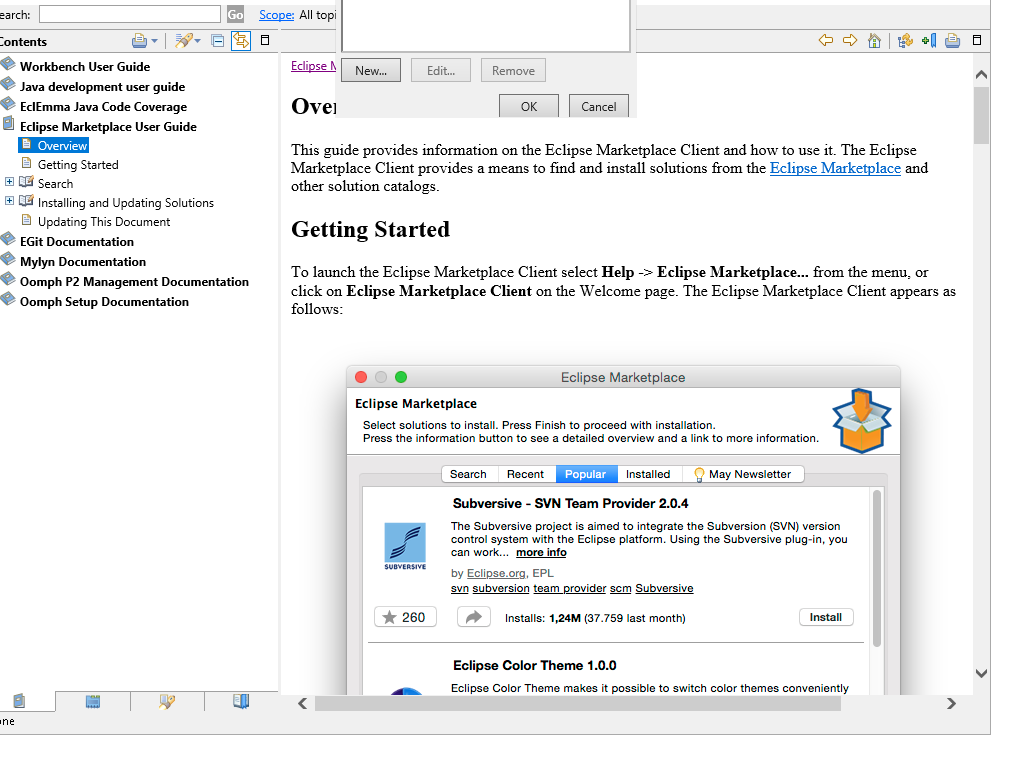 earch:
Go
Scope:
All topi
Contents
Workbench User Guide
Java development user guide
EclEmma Java Code Coverage
Eclipse Marketplace User Guide
Overview
Getting Started
Search
Installing and Updating Solutions
Updating This Document
EGit Documentation
Mylyn Documentation
Oomph P2 Management Documentation
Oomph Setup Documentation
one
New...
Edit...
Remove
OK
Cancel
Eclipse M
Over
This guide provides information on the Eclipse Marketplace Client and how to use it. The Eclipse
Marketplace Client provides a means to find and install solutions from the Eclipse Marketplace and
other solution catalogs.
Getting Started
To launch the Eclipse Marketplace Client select Help -> Eclipse Marketplace... from the menu, or
click on Eclipse Marketplace Client on the Welcome page. The Eclipse Marketplace Client appears as
follows:
Eclipse Marketplace
Eclipse Marketplace
Select solutions to install. Press Finish to proceed with installation.
Press the information button to see a detailed overview and a link to more information.
Search
Recent
Popular
Installed
May Newsletter
Subversive - SVN Team Provider 2.0.4
The Subversive project is aimed to integrate the Subversion (SVN) version
control system with the Eclipse platform. Using the Subversive plug-in, you
can work... more info
SUBVERSIVE
by Eclipse.org, EPL
svn subversion team provider scm Subversive
260
Installs: 1,24M (37.759 last month)
Install
Eclipse Color Theme 1.0.0
Eclipse Color Theme makes it possible to switch color themes conveniently